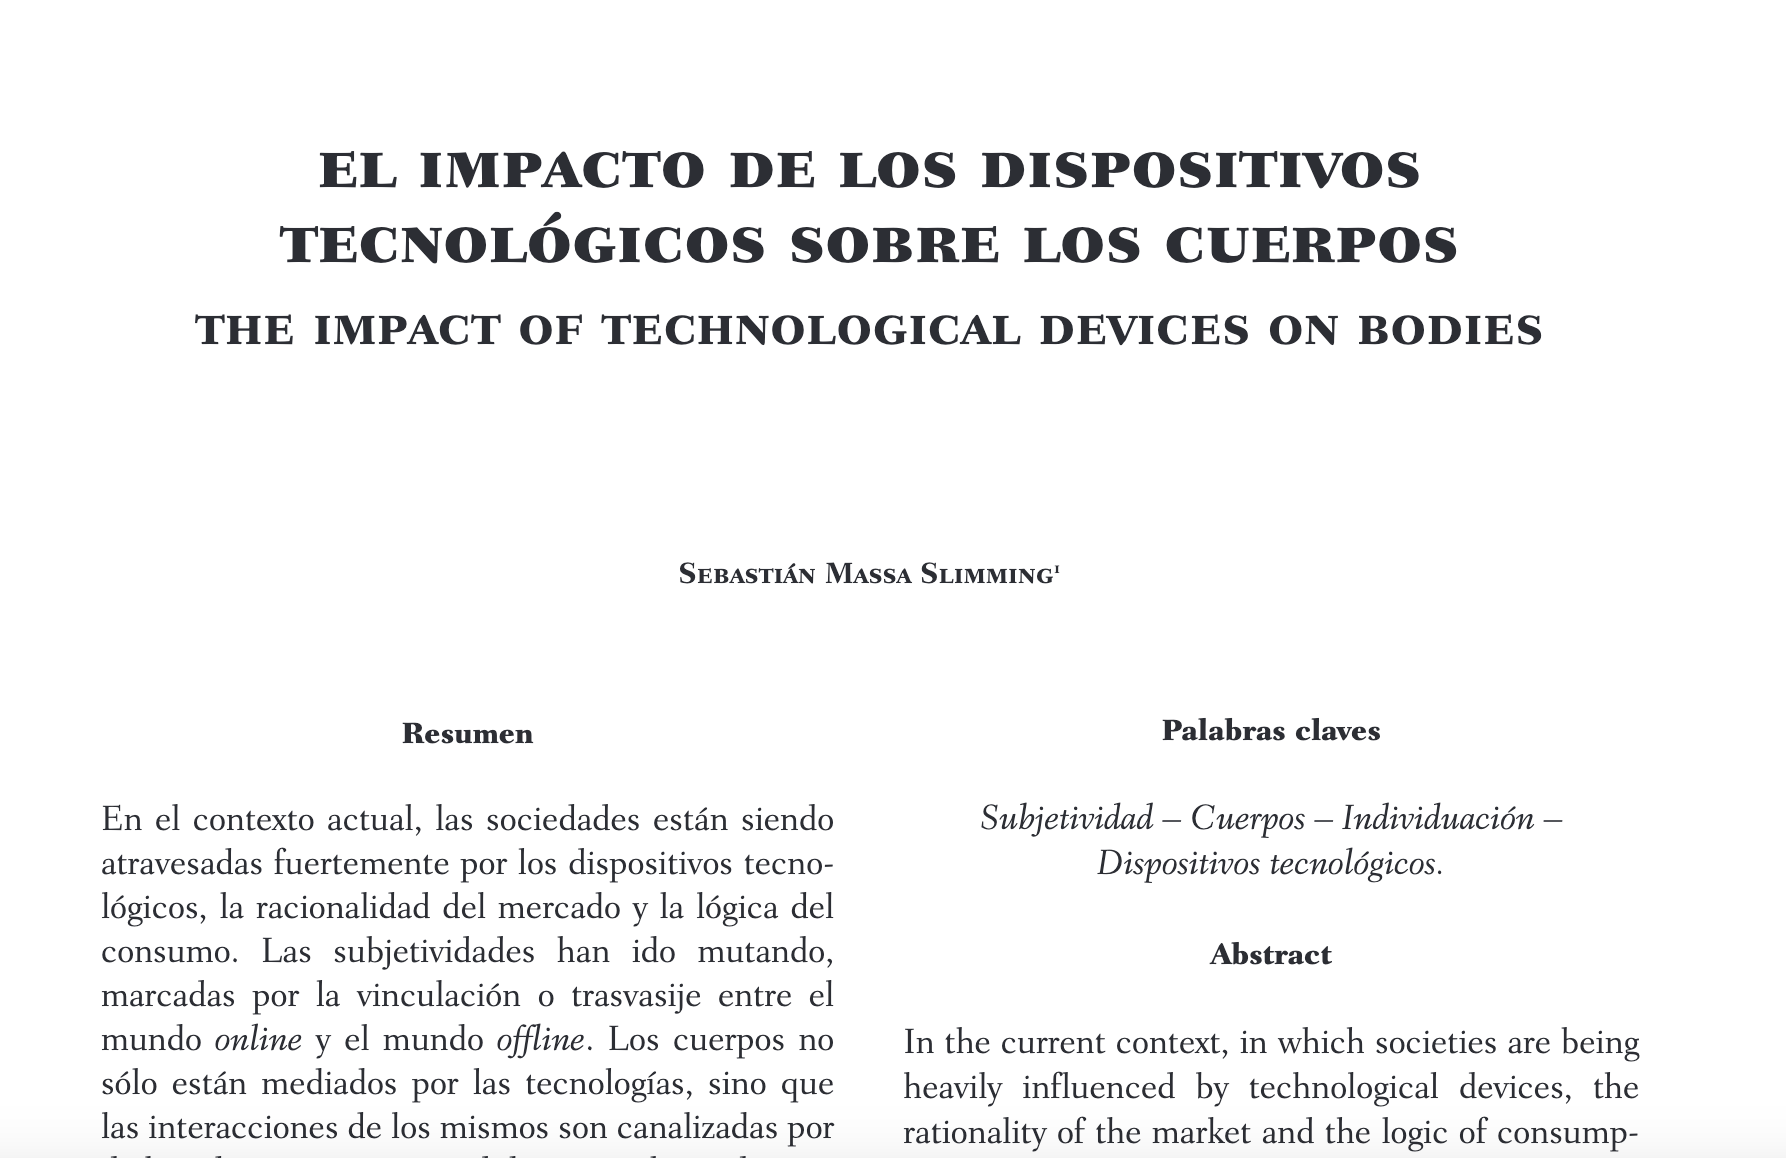 EL IMPACTO DE LOS DISPOSITIVOS
TECNOLÓGICOS SOBRE LOS CUERPOS
THE IMPACT OF TECHNOLOGICAL DEVICES ON BODIES
Sebastián Massa Slimming¹
Resumen
En el contexto actual, las sociedades están siendo
atravesadas fuertemente por los dispositivos tecno-
lógicos, la racionalidad del mercado y la lógica del
consumo. Las subjetividades han ido mutando,
marcadas por la vinculación o trasvasije entre el
mundo online y el mundo offline. Los cuerpos no
sólo están mediados por las tecnologías, sino que
las interacciones de los mismos son canalizadas por
Palabras claves
Subjetividad – Cuerpos – Individuación –
Dispositivos tecnológicos.
Abstract
In the current context, in which societies are being
heavily influenced by technological devices, the
rationality of the market and the logic of consump-